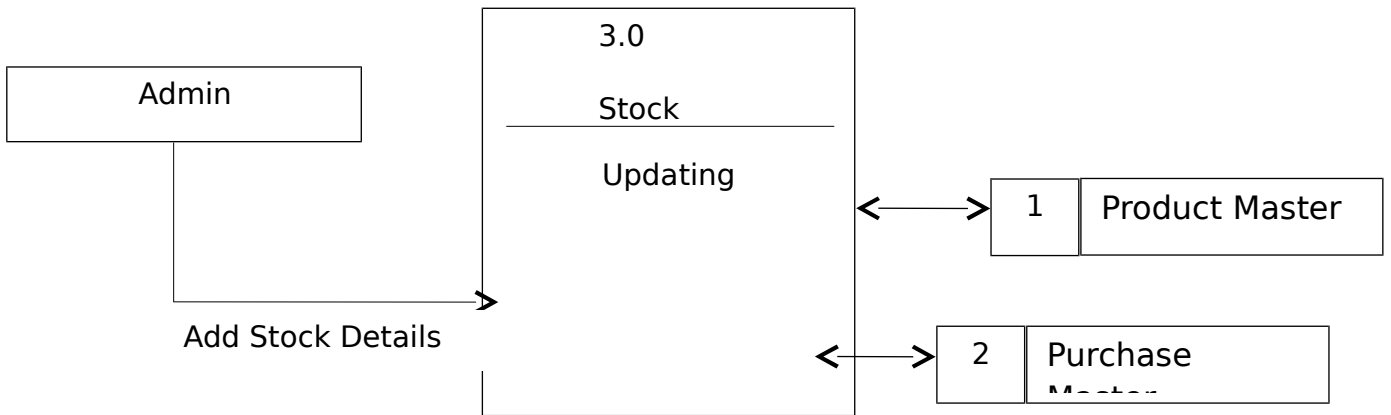 3.0
Admin
Stock
Updating
1
Product Master
Add Stock Details
2
Purchase